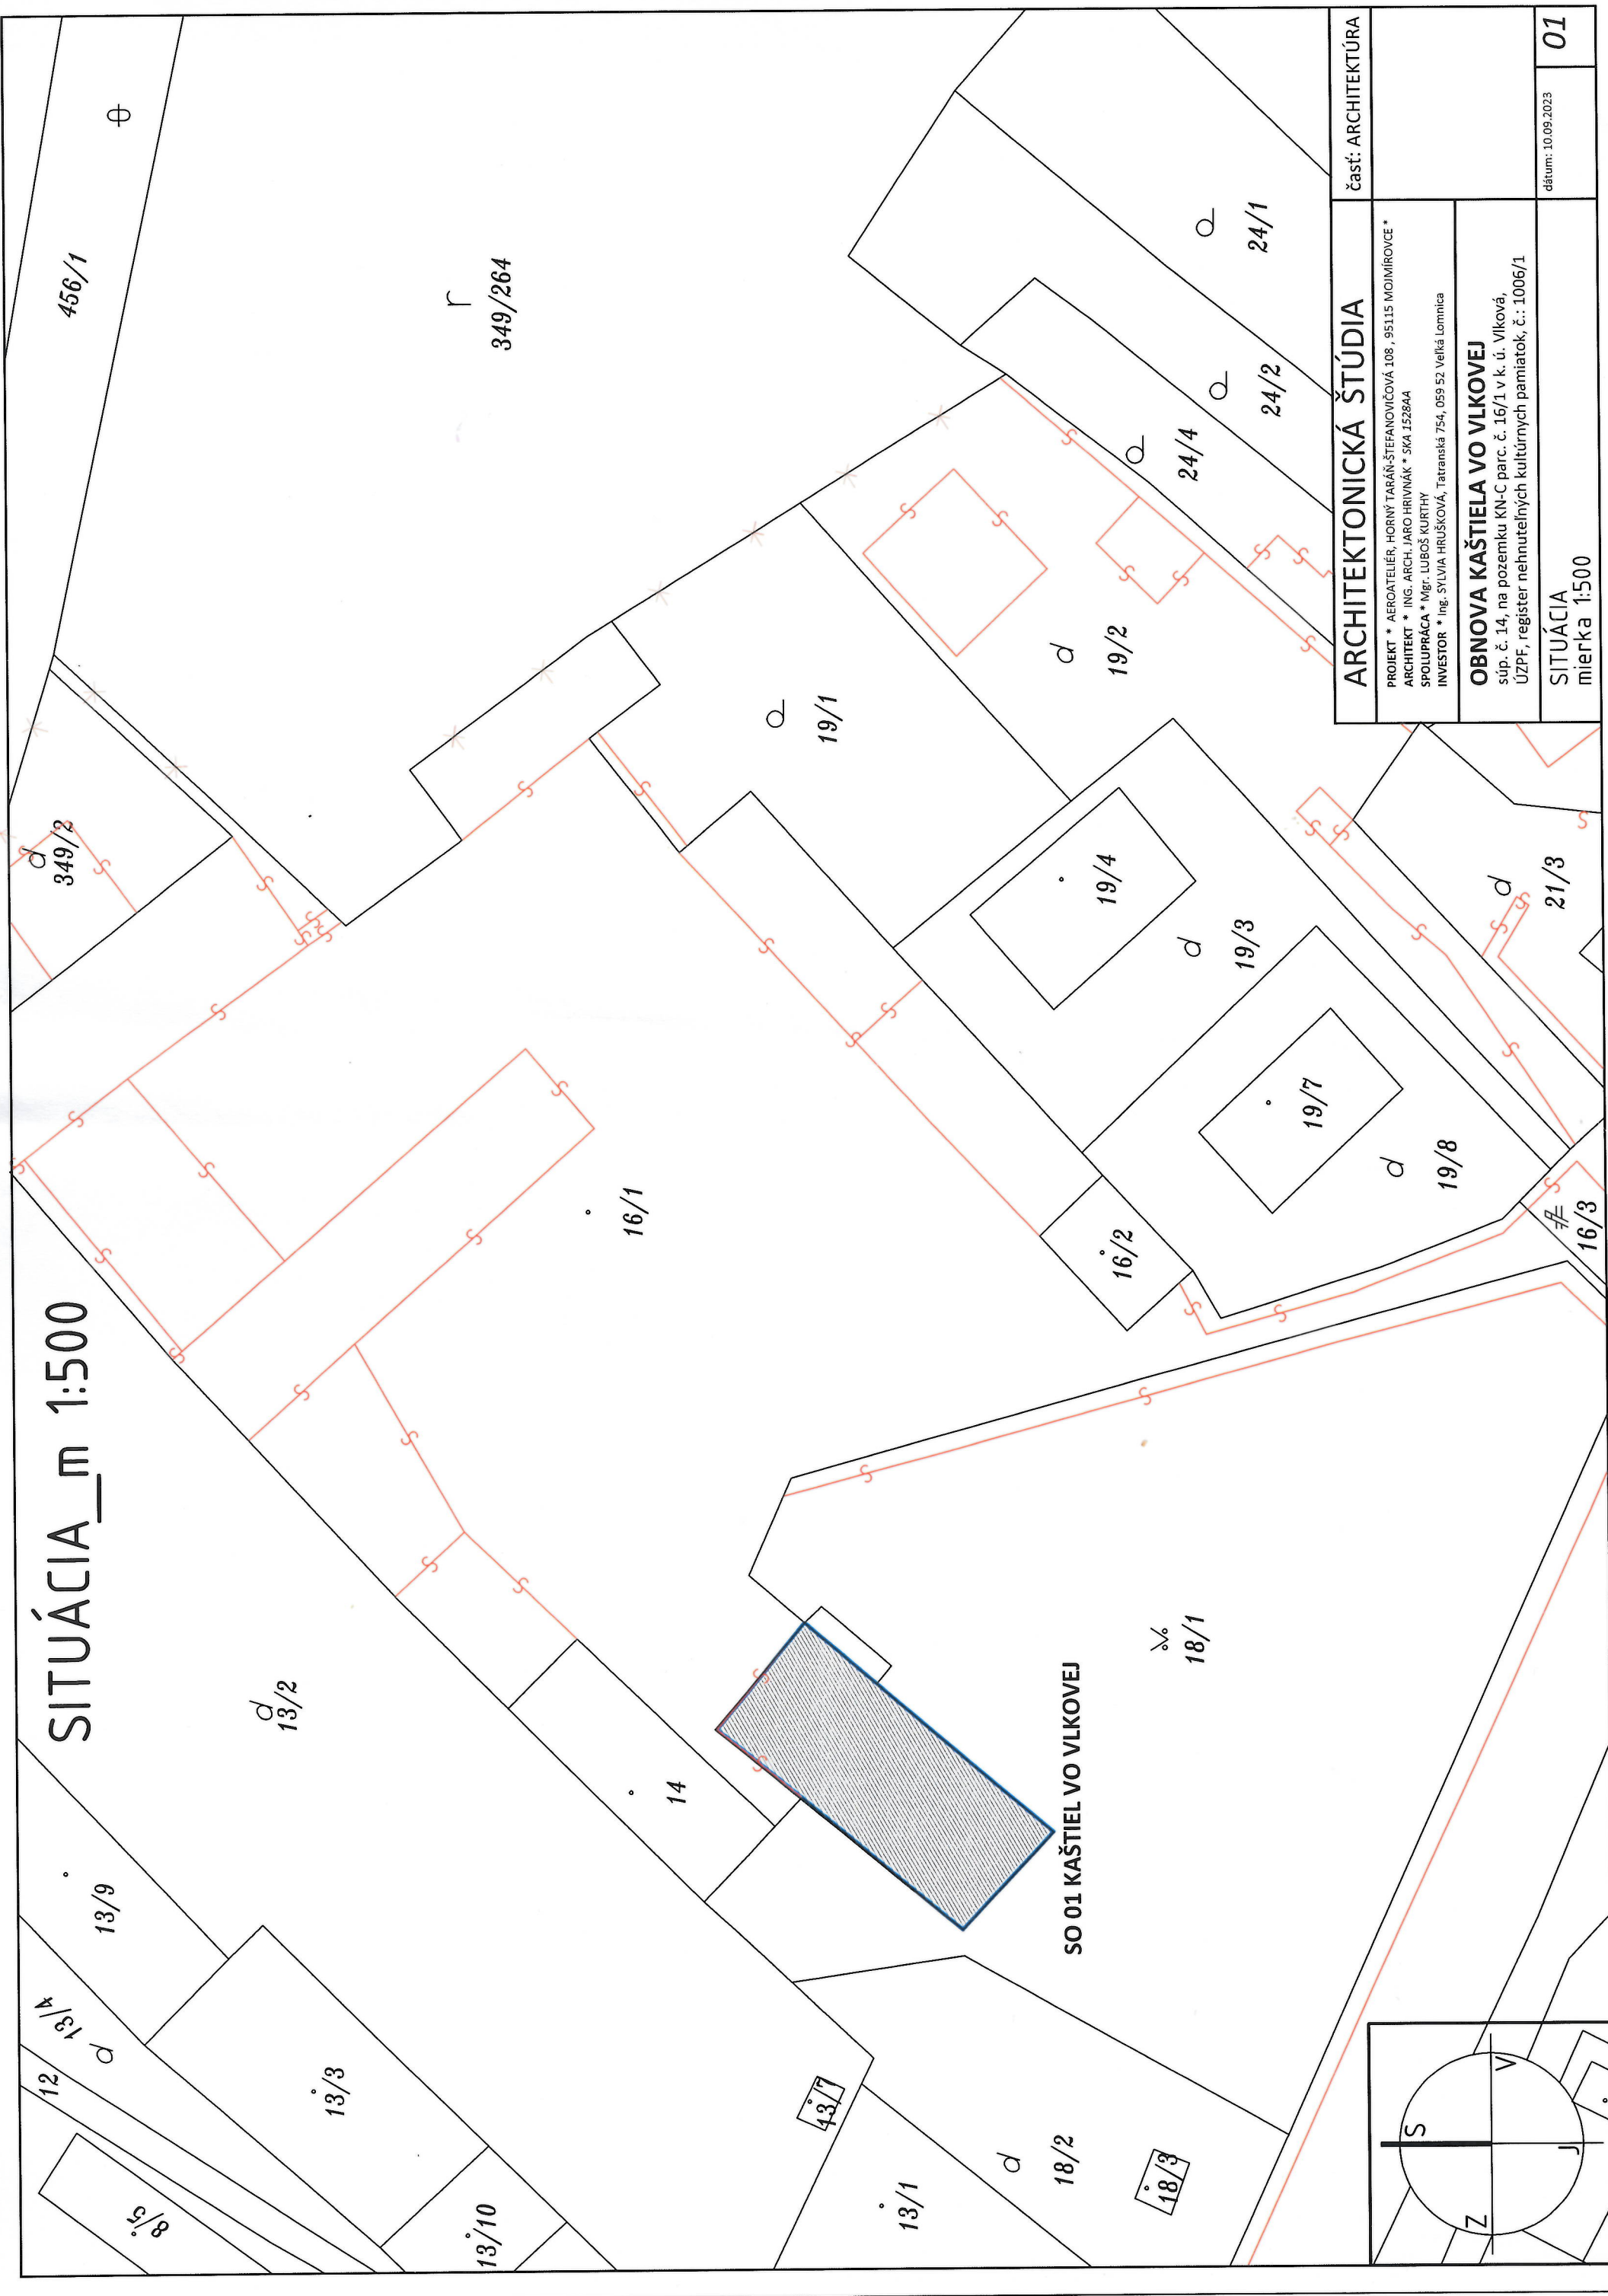 SITUÁCIA_m 1:500
456/1
r
349/264
d
349/2
d
13/2
13/9
13/4
d
12
8/5
13/3
13/10
14
16/1
19/1
d
19/2
24/4
24/2
24/1
19/4
d
19/3
19/7
d
19/8
16/2
16/3
d
21/3
18/1
SO 01 KAŠTIEL VO VLKOVEJ
13/7
13/1
d
18/2
18/3
S
V
J
Z
ARCHITEKTONICKÁ ŠTÚDIA
časť: ARCHITEKTÚRA
PROJEKT * AEROATELIÉR, HORNÝ TARÁŇ-ŠTEFANOVIČOVÁ 108 , 95115 MOJMÍROVCE *
ARCHITEKT * ING. ARCH. JARO HRIVNÁK * SKA 1528AA
SPOLUPRÁCA * Mgr. LUBOŠ KURTHY
INVESTOR * Ing. SYLVIA HRUŠKOVÁ, Tatranská 754, 059 52 Veľká Lomnica
OBNOVA KAŠTIELA VO VLKOVEJ
súp. č. 14, na pozemku KN-C parc. č. 16/1 v k. ú. Vlková,
ÚZPF, register nehnuteľných kultúrnych pamiatok, č.: 1006/1
SITUÁCIA
mierka 1:500
dátum: 10.09.2023
01